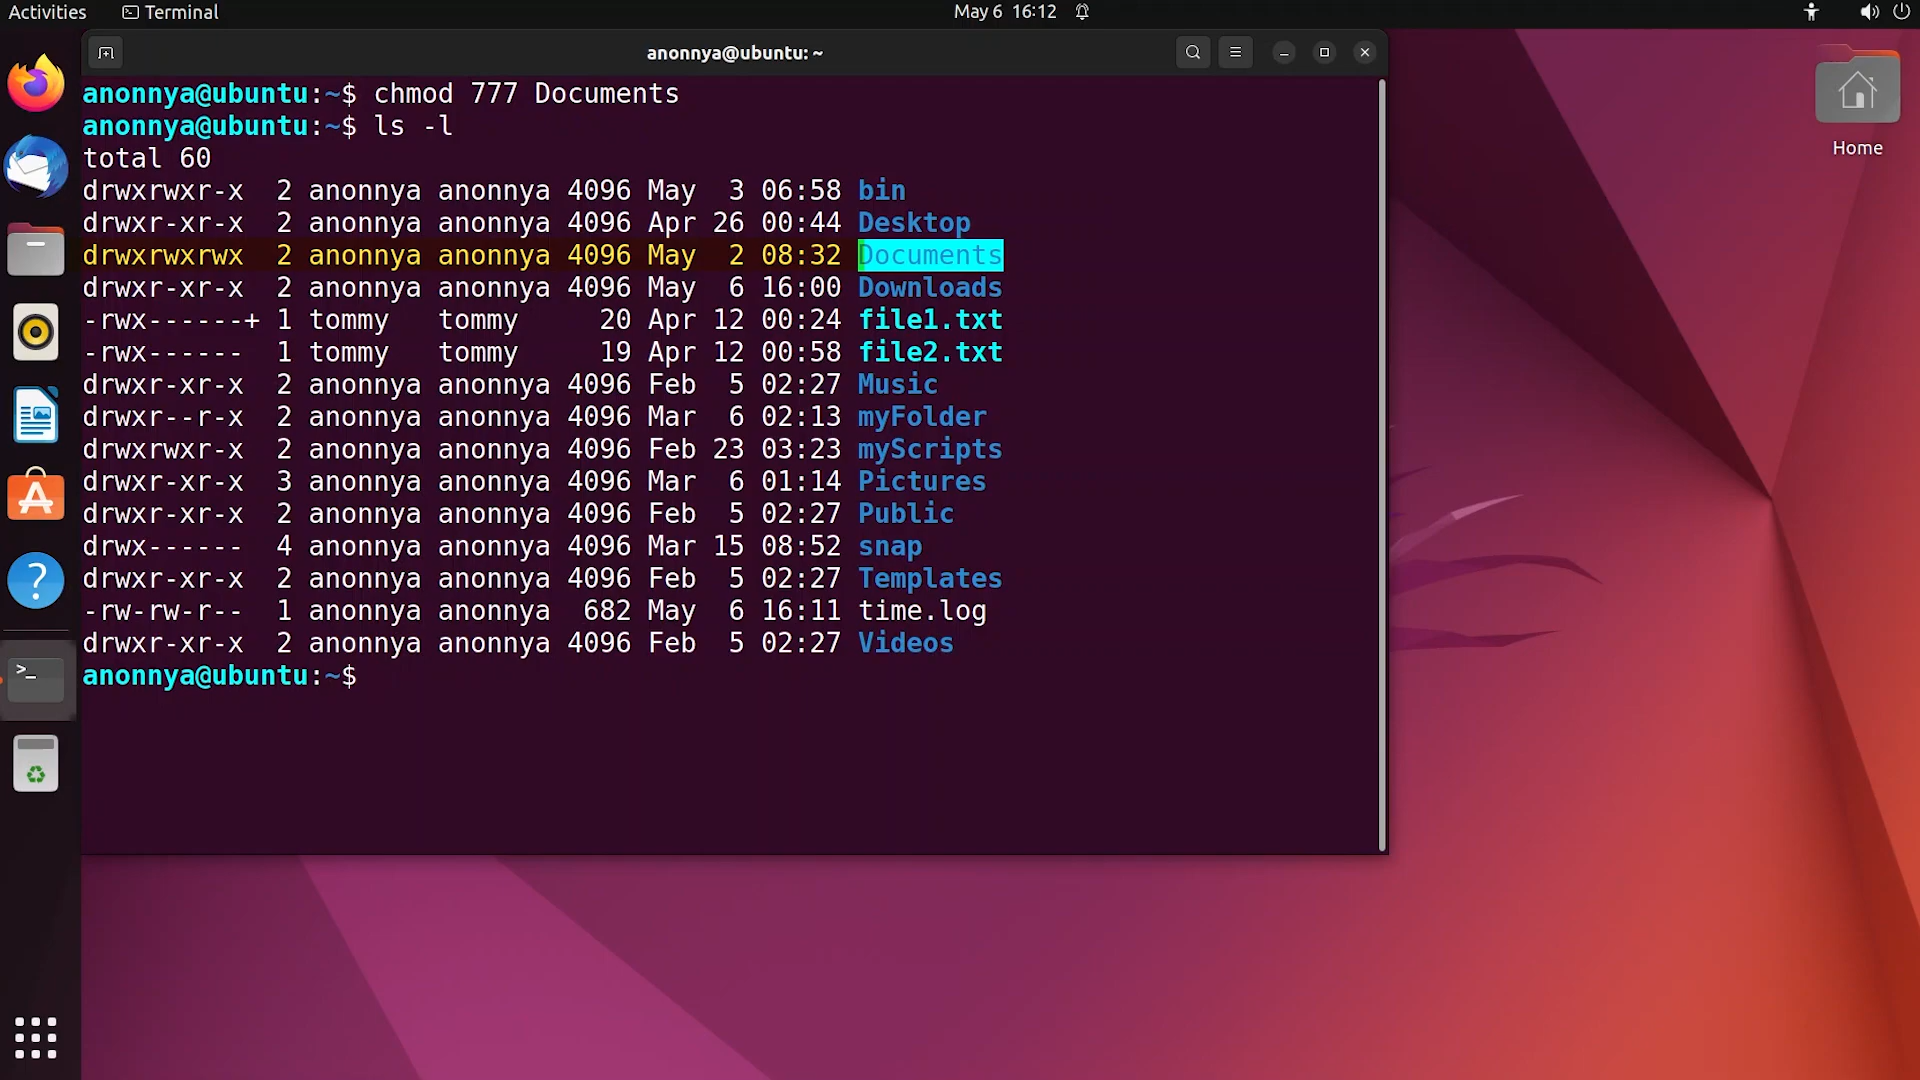 Activities Terminal May 6 16:12
anonnya@ubuntu: ~
anonnya@ubuntu:~$ chmod 777 Documents
anonnya@ubuntu:~$ ls -l
total 60
drwxrwxr-x  2 anonnya anonnya 4096 May  3 06:58 bin
drwxr-xr-x  2 anonnya anonnya 4096 Apr 26 00:44 Desktop
drwxrwxrwx  2 anonnya anonnya 4096 May  2 08:32 Documents
drwxr-xr-x  2 anonnya anonnya 4096 May  6 16:00 Downloads
-rwx------+ 1 tommy   tommy     20 Apr 12 00:24 file1.txt
-rwx------  1 tommy   tommy     19 Apr 12 00:58 file2.txt
drwxr-xr-x  2 anonnya anonnya 4096 Feb  5 02:27 Music
drwxr--r-x  2 anonnya anonnya 4096 Mar  6 02:13 myFolder
drwxrwxr-x  2 anonnya anonnya 4096 Feb 23 03:23 myScripts
drwxr-xr-x  3 anonnya anonnya 4096 Mar  6 01:14 Pictures
drwxr-xr-x  2 anonnya anonnya 4096 Feb  5 02:27 Public
drwx------  4 anonnya anonnya 4096 Mar 15 08:52 snap
drwxr-xr-x  2 anonnya anonnya 4096 Feb  5 02:27 Templates
-rw-rw-r--  1 anonnya anonnya  682 May  6 16:11 time.log
drwxr-xr-x  2 anonnya anonnya 4096 Feb  5 02:27 Videos
anonnya@ubuntu:~$
Home